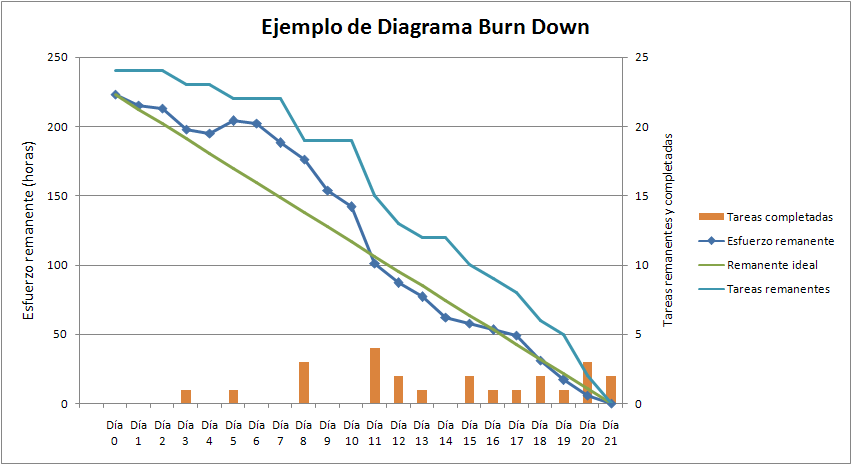 Ejemplo de Diagrama Burn Down
Esfuerzo remanente (horas)
250
200
150
100
50
0
25
20
15
10
5
0
Tareas remanentes y completadas
Día 0
Día 1
Día 2
Día 3
Día 4
Día 5
Día 6
Día 7
Día 8
Día 9
Día 10
Día 11
Día 12
Día 13
Día 14
Día 15
Día 16
Día 17
Día 18
Día 19
Día 20
Día 21
Tareas completadas
Esfuerzo remanente
Remanente ideal
Tareas remanentes